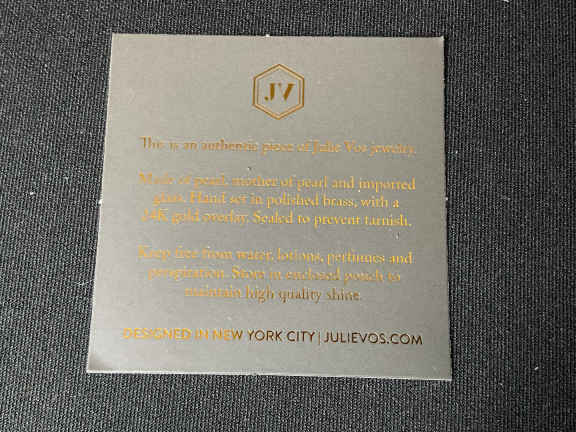 JV
This is an authentic piece of Julie Vos jewelry.
Made of pearl, mother of pearl and imported
glass. Hand set in polished brass, with a
24K gold overlay. Sealed to prevent tarnish.
Keep free from water, lotions, perfumes and
perspiration. Store in enclosed pouch to
maintain high quality shine.
DESIGNED IN NEW YORK CITY | JULIEVOS.COM